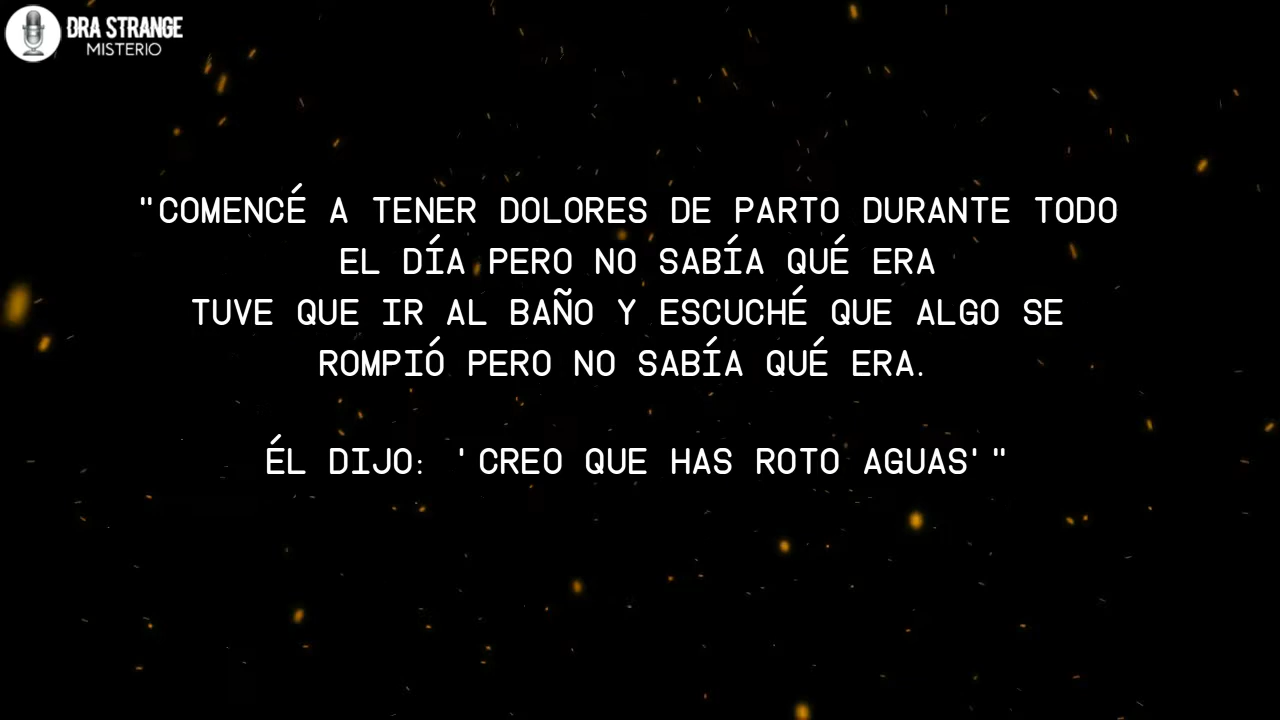 DRA STRANGE
MISTERIO
"COMENCÉ A TENER DOLORES DE PARTO DURANTE TODO
EL DÍA PERO NO SABÍA QUÉ ERA
TUVE QUE IR AL BAÑO Y ESCUCHÉ QUE ALGO SE
ROMPIÓ PERO NO SABÍA QUÉ ERA.
ÉL DIJO: 'CREO QUE HAS ROTO AGUAS'"